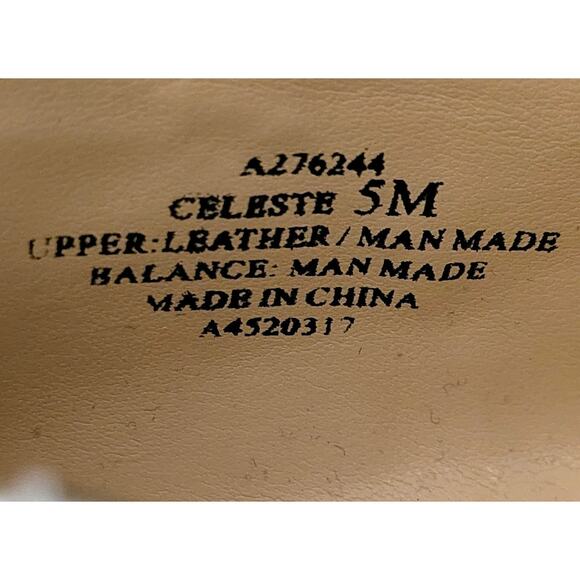 A276244
CELESTE 5M
UPPER: LEATHER / MAN MADE
BALANCE: MAN MADE
MADE IN CHINA
A4520317